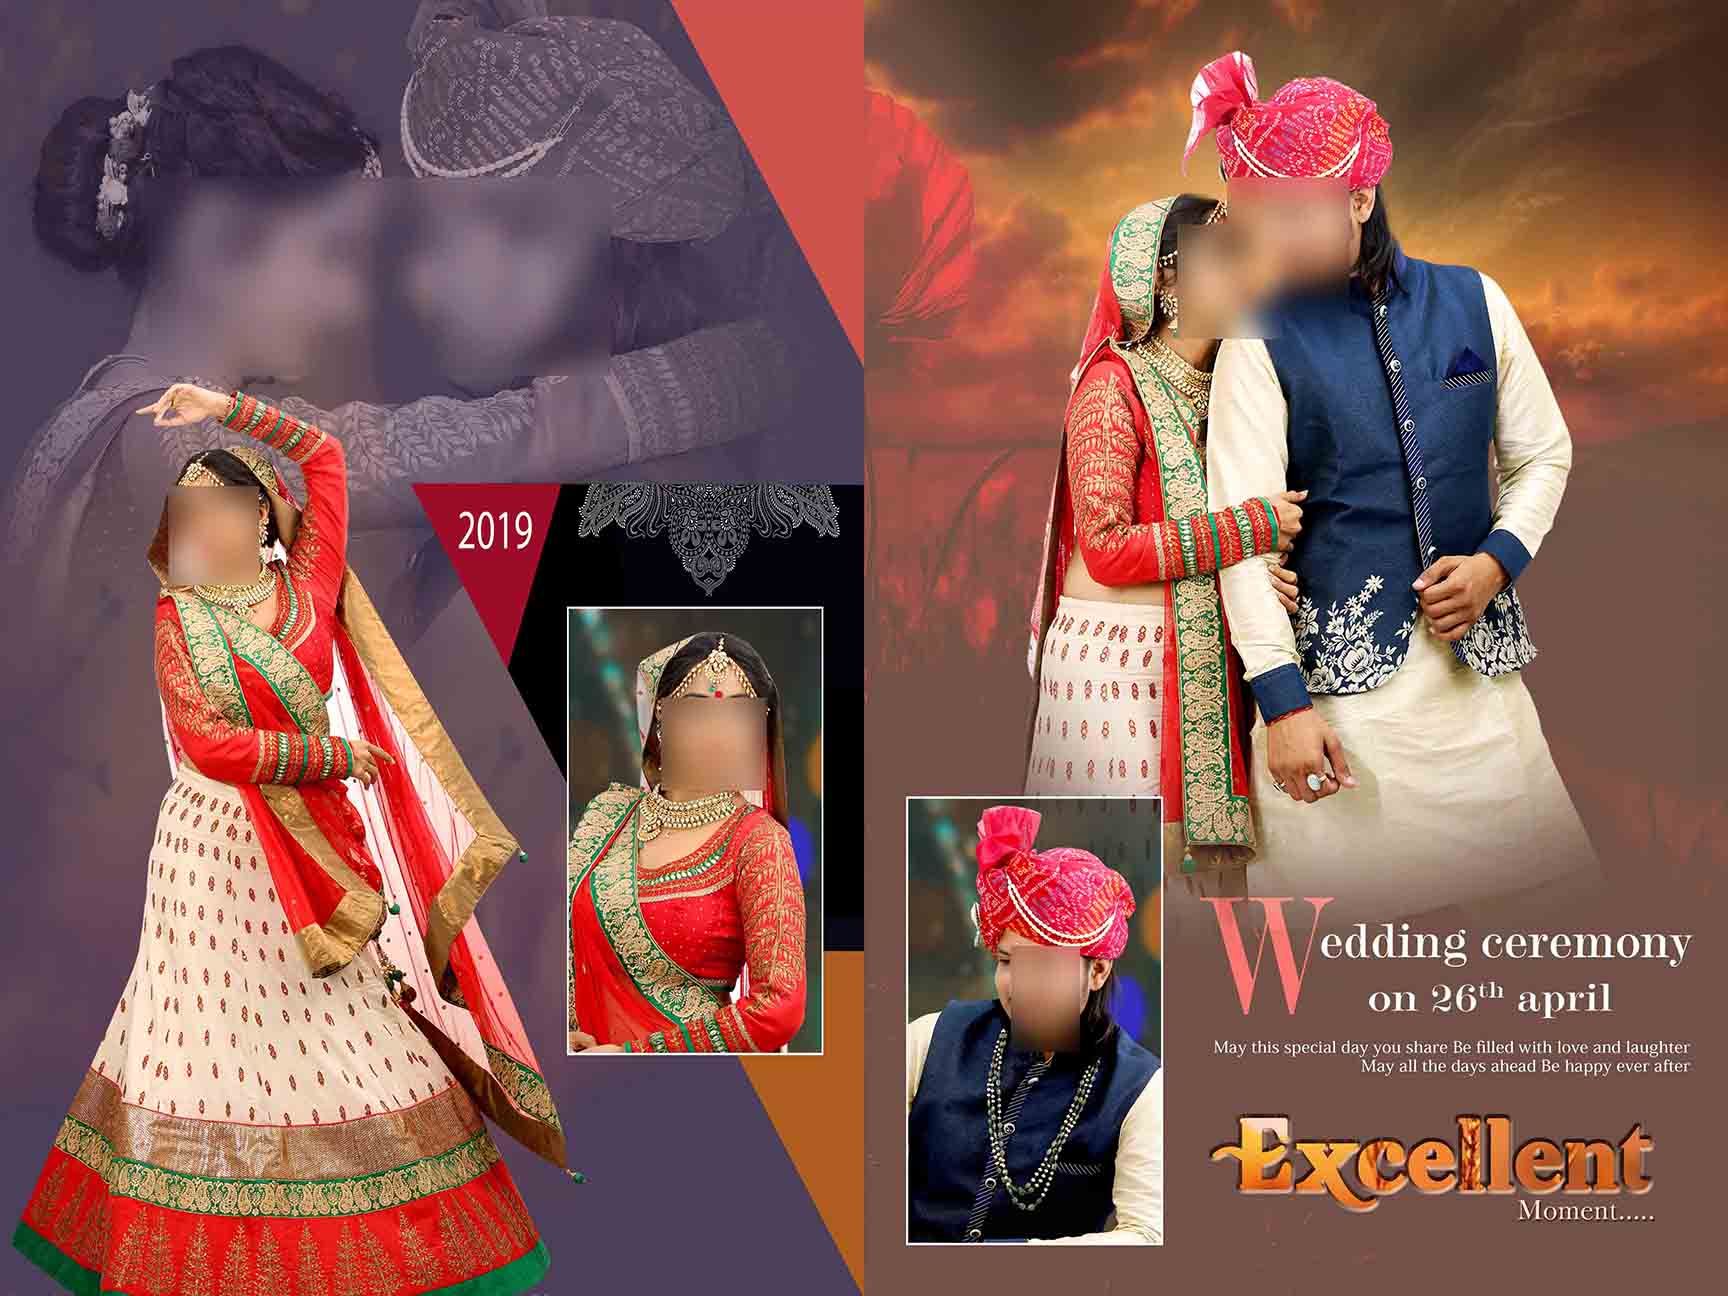 2019
Wedding ceremony
on 26th april
May this special day you share Be filled with love and laughter
May all the days ahead Be happy ever after
Excellent
Moment.....